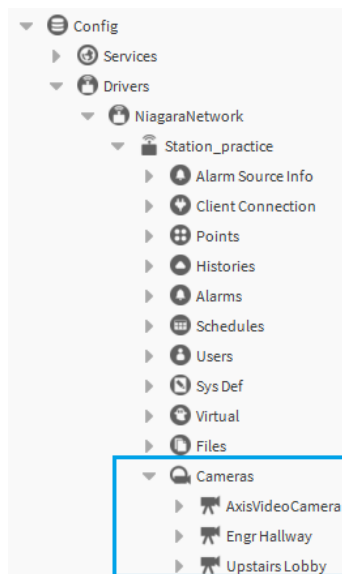 Config
Services
Drivers
NiagaraNetwork
Station_practice
Alarm Source Info
Client Connection
Points
Histories
Alarms
Schedules
Users
Sys Def
Virtual
Files
Cameras
AxisVideoCamera
Engr Hallway
Upstairs Lobby